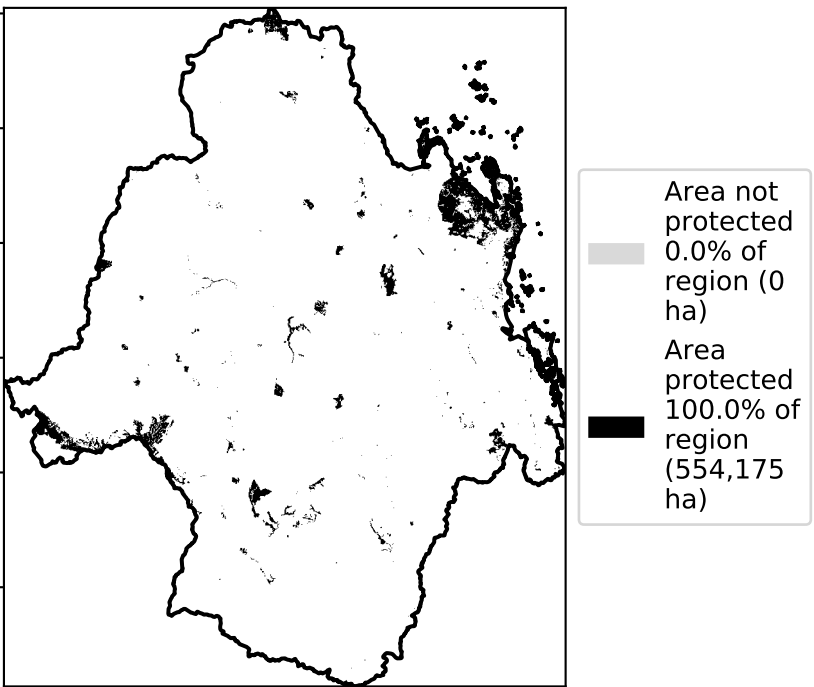 Area not
protected
0.0% of
region (0
ha)
Area
protected
100.0% of
region
(554,175
ha)